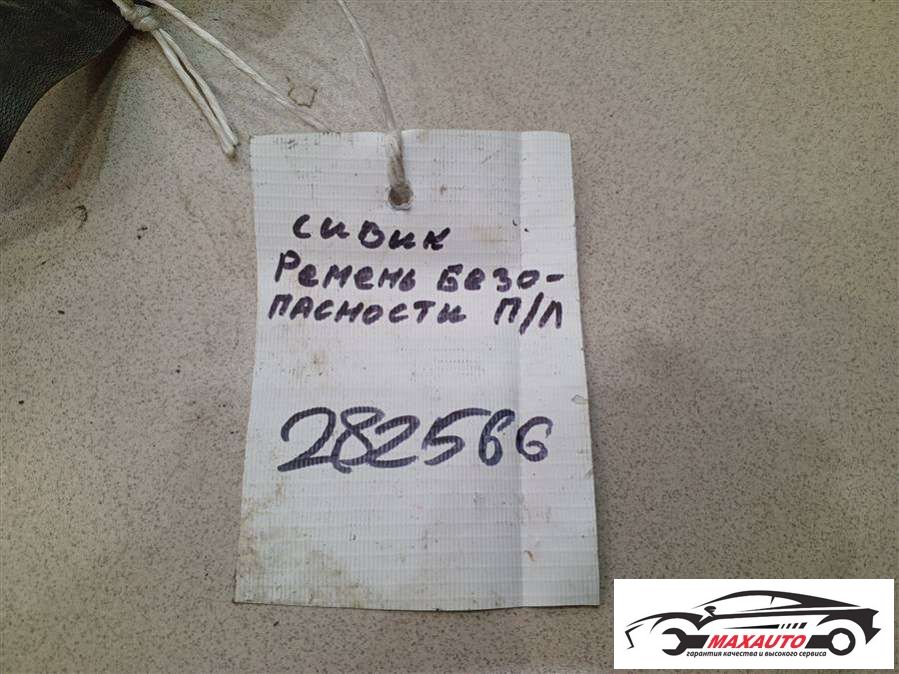 сивик
Ремень безо-
пасности П/Л
282566
MAXAUTO
гарантия качества и высокого сервиса